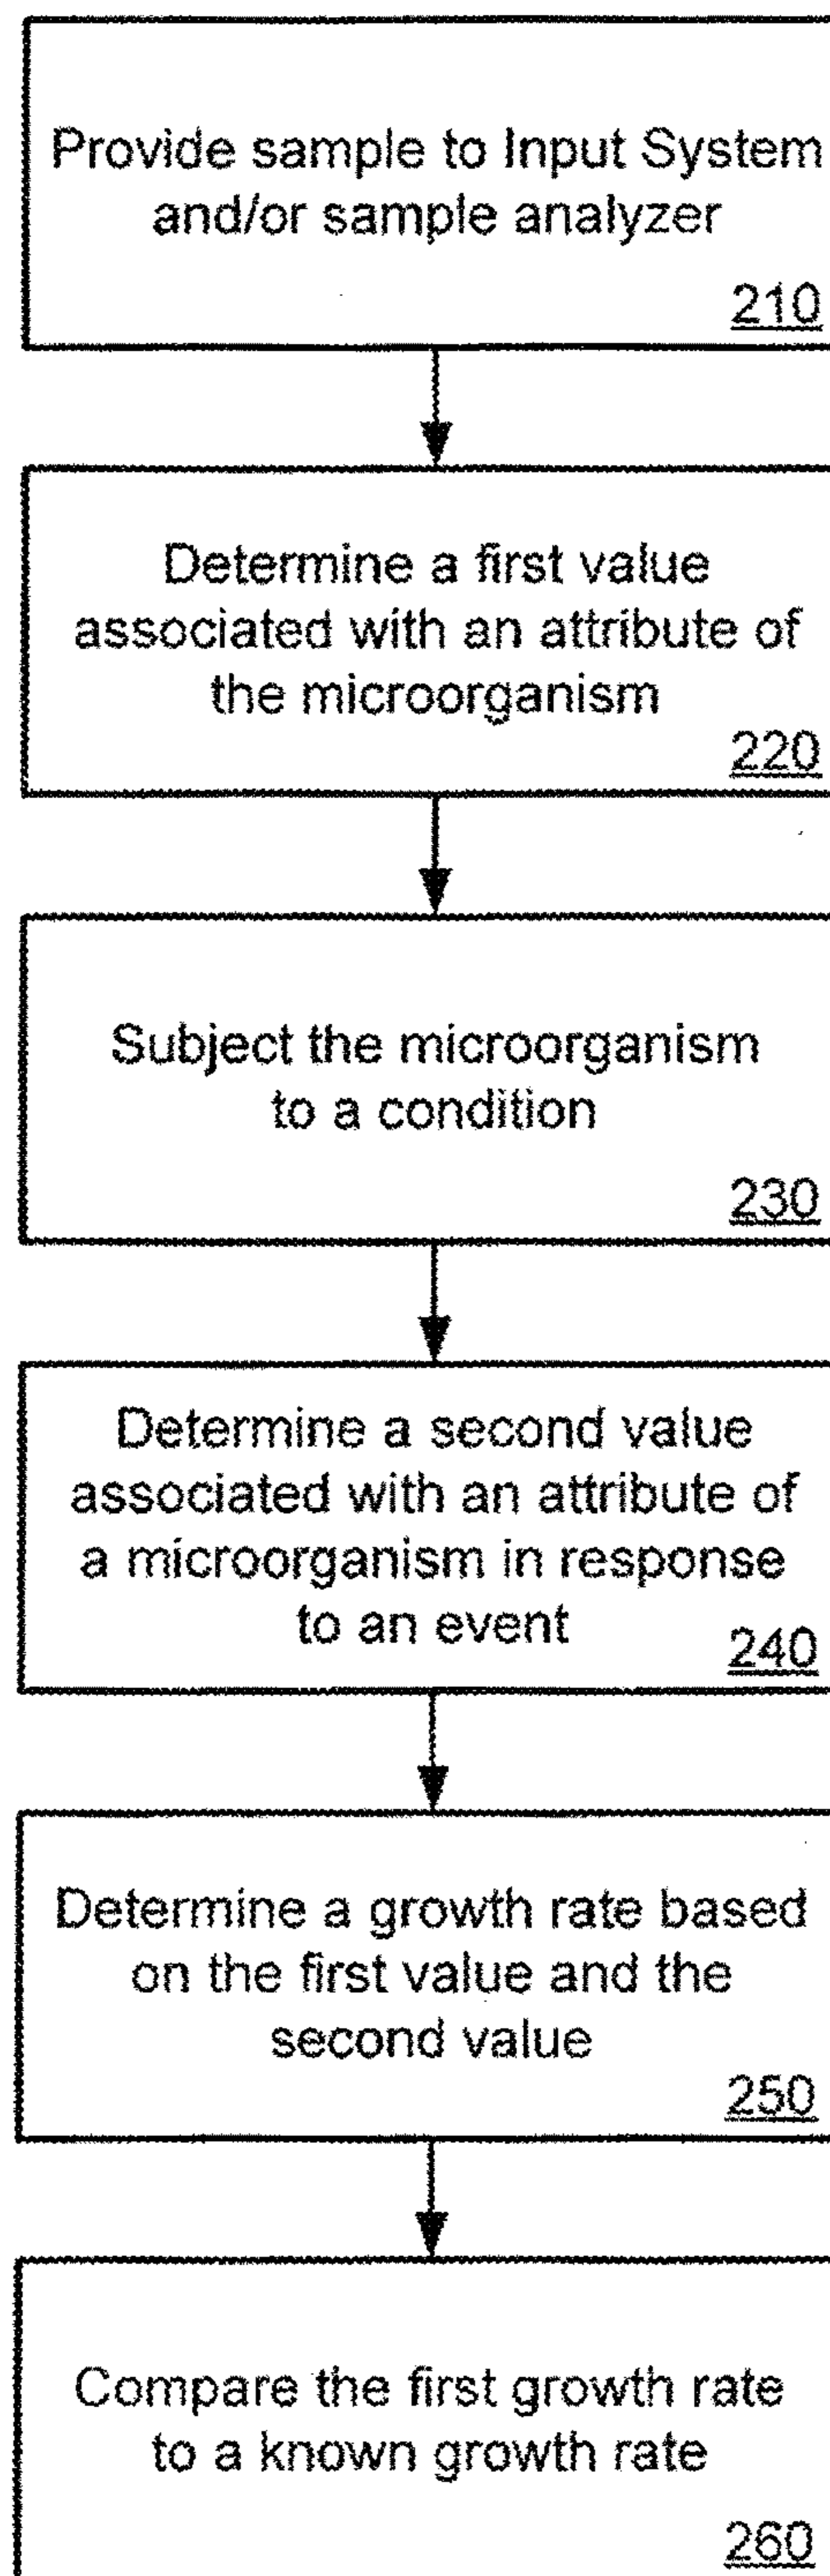 Provide sample to Input System
and/or sample analyzer
210
Determine a first value
associated with an attribute of
the microorganism
220
Subject the microorganism
to a condition
230
Determine a second value
associated with an attribute of
a microorganism in response
to an event
240
Determine a growth rate based
on the first value and the
second value
250
Compare the first growth rate
to a known growth rate
260